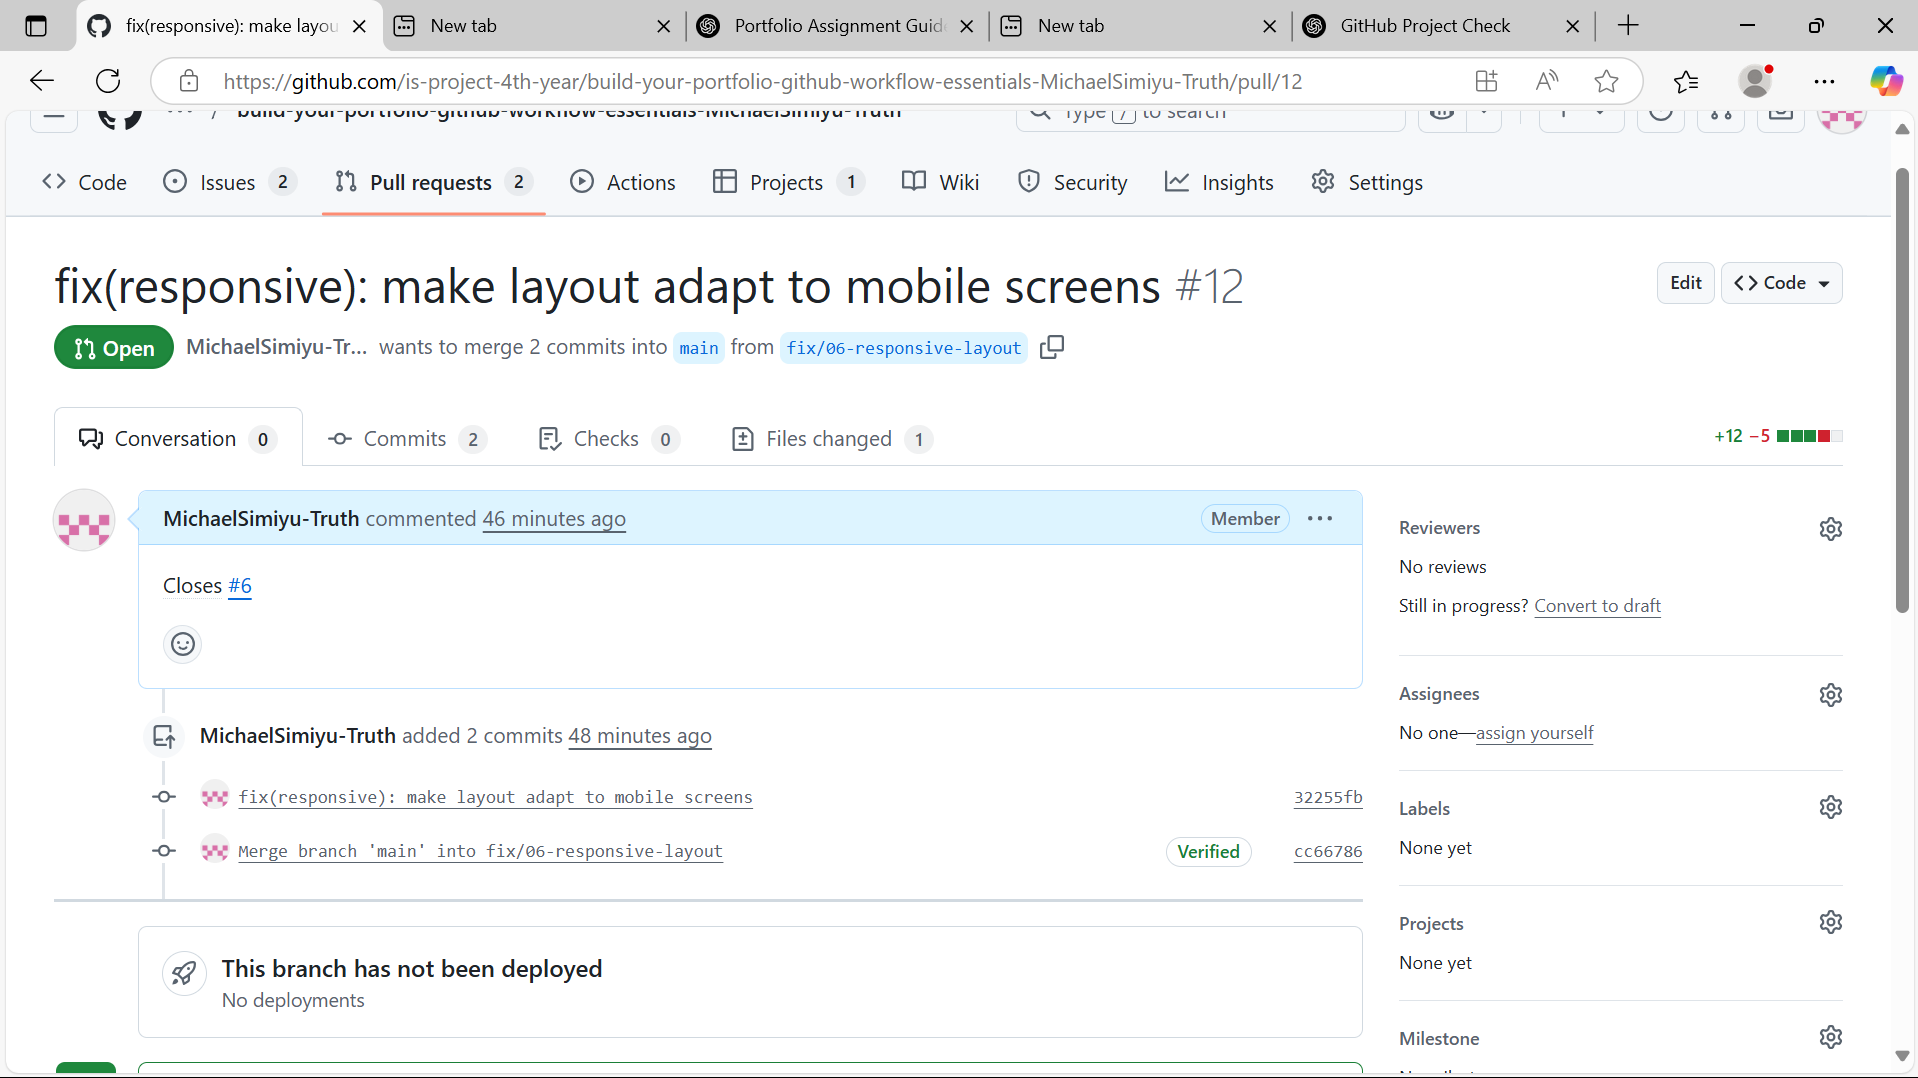 fix(responsive): make layou
New tab
Portfolio Assignment Guid
New tab
GitHub Project Check
https://github.com/is-project-4th-year/build-your-portfolio-github-workflow-essentials-MichaelSimiyu-Truth/pull/12
/ build-your-portfolio-github-workflow-essentials-MichaelSimiyu-Truth
Type / to search
Code
Issues 2
Pull requests 2
Actions
Projects 1
Wiki
Security
Insights
Settings
fix(responsive): make layout adapt to mobile screens #12
Edit
Code
Open
MichaelSimiyu-Tr... wants to merge 2 commits into main from fix/06-responsive-layout
Conversation 0
Commits 2
Checks 0
Files changed 1
+12 −5
MichaelSimiyu-Truth commented 46 minutes ago
Member
Closes #6
MichaelSimiyu-Truth added 2 commits 48 minutes ago
fix(responsive): make layout adapt to mobile screens
32255fb
Merge branch 'main' into fix/06-responsive-layout
Verified
cc66786
This branch has not been deployed
No deployments
Reviewers
No reviews
Still in progress? Convert to draft
Assignees
No one—assign yourself
Labels
None yet
Projects
None yet
Milestone